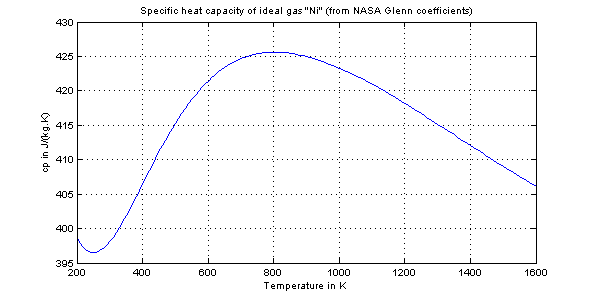 Specific heat capacity of ideal gas "Ni" (from NASA Glenn coefficients)
430
425
420
415
410
405
400
395
cp in J/(kg.K)
200 400 600 800 1000 1200 1400 1600
Temperature in K